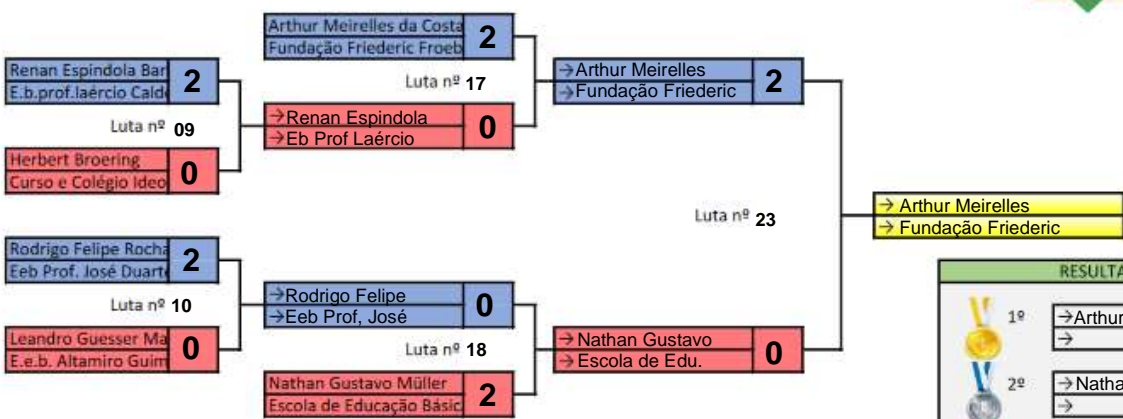 Arthur Meirelles da Costa
Fundação Friederic Froeb
2
Renan Espindola Bar
E.b.prof.laércio Calde
2
Luta nº 17
→Arthur Meirelles
→Fundação Friederic
2
→Renan Espindola
→Eb Prof Laércio
0
Luta nº 09
Herbert Broering
Curso e Colégio Ideo
0
→ Arthur Meirelles
→ Fundação Friederic
Luta nº 23
Rodrigo Felipe Rocha
Eeb Prof. José Duarte
2
Luta nº 10
→Rodrigo Felipe
→Eeb Prof, José
0
Leandro Guesser Ma
E.e.b. Altamiro Guim
0
Luta nº 18
→ Nathan Gustavo
→ Escola de Edu.
0
Nathan Gustavo Müller
Escola de Educação Básic
2
RESULTA
1º →Arthur
→
2º →Natha
→